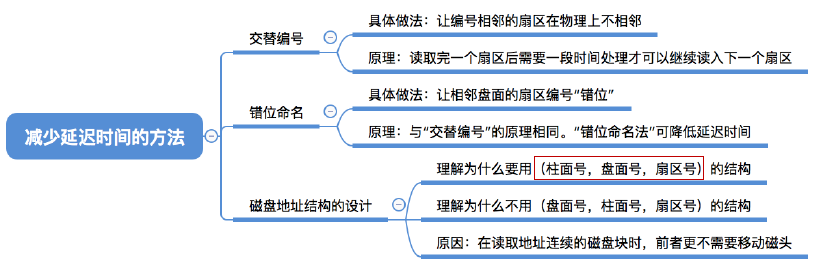 减少延迟时间的方法
交替编号
具体做法：让编号相邻的扇区在物理上不相邻
原理：读取完一个扇区后需要一段时间处理才可以继续读入下一个扇区
错位命名
具体做法：让相邻盘面的扇区编号“错位”
原理：与“交替编号”的原理相同。“错位命名法”可降低延迟时间
磁盘地址结构的设计
理解为什么要用（柱面号，盘面号，扇区号）的结构
理解为什么不用（盘面号，柱面号，扇区号）的结构
原因：在读取地址连续的磁盘块时，前者更不需要移动磁头